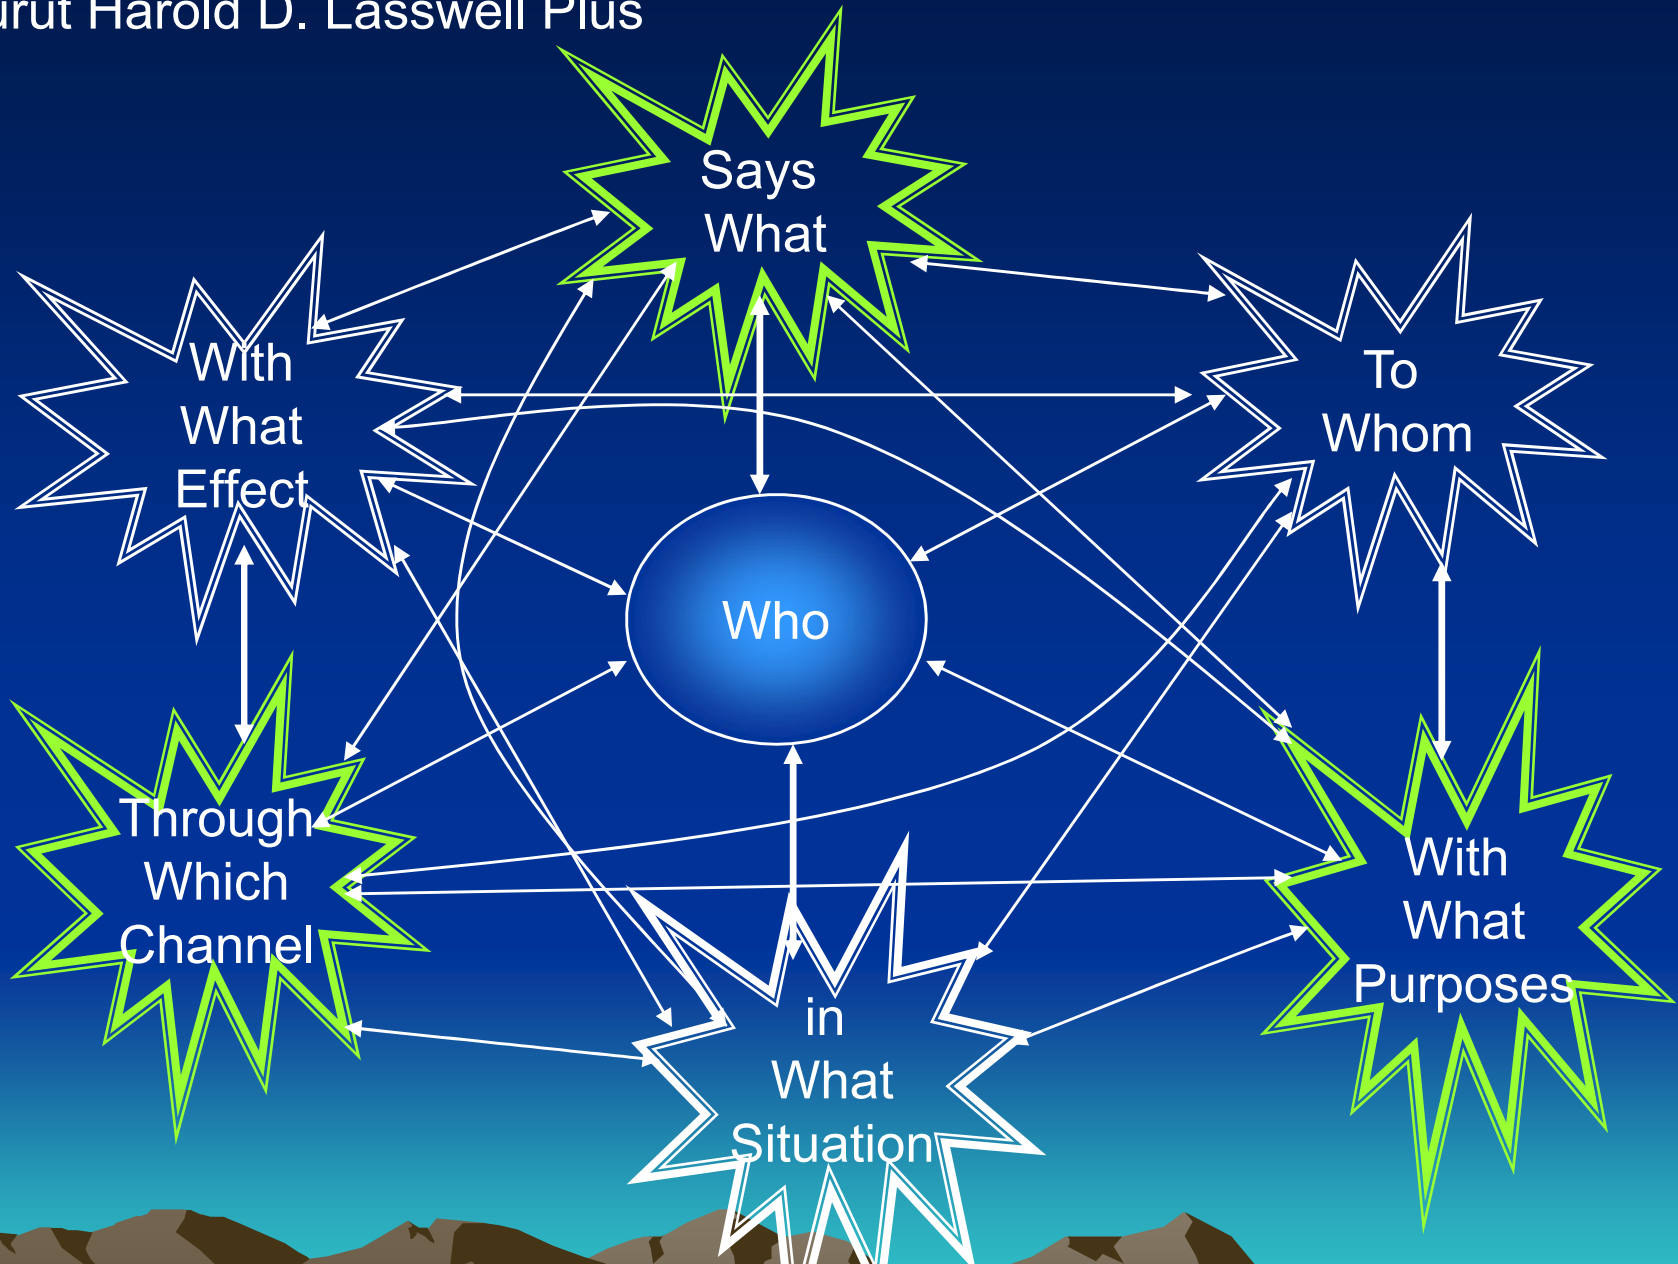 Harold D. Lasswell Plus
Says
What
With
What
Effect
To
Whom
Who
Through
Which
Channel
With
What
Purposes
in
What
Situation